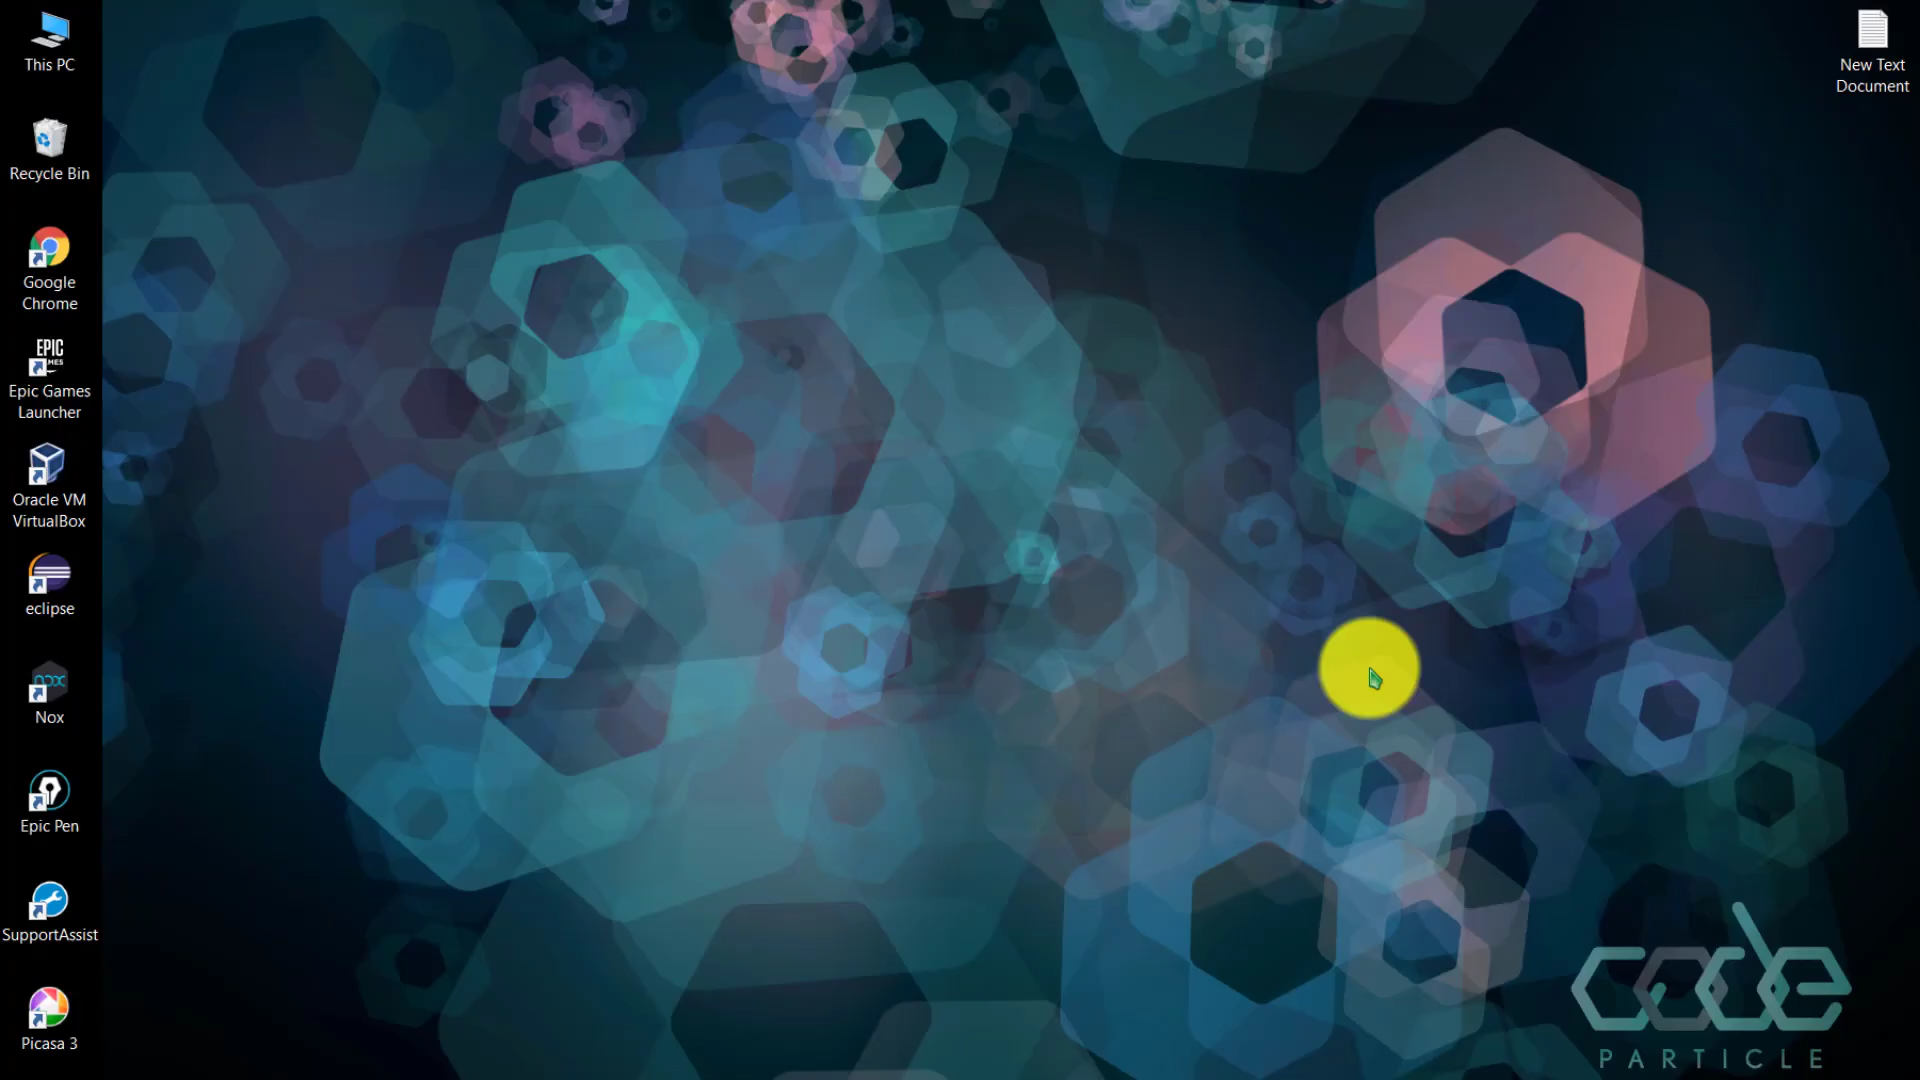 This PC
Recycle Bin
Google
Chrome
EPIC
Epic Games
Launcher
Oracle VM
VirtualBox
eclipse
nox
Nox
Epic Pen
SupportAssist
Picasa 3
New Text
Document
code
PARTICLE